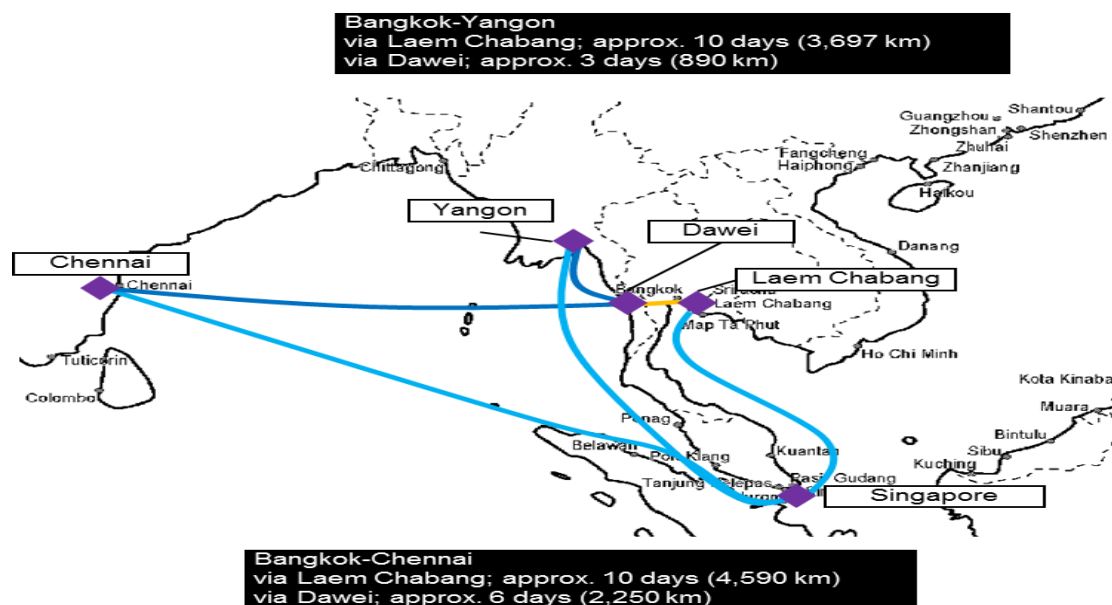 Bangkok-Yangon
via Laem Chabang; approx. 10 days (3,697 km)
via Dawei; approx. 3 days (890 km)
Shantou
Guangzhou
Zhongshan
Shenzhen
Zhuhai
Fangcheng
Haiphong
Zhanjiang
Haikou
Chittagong
Yangon
Dawei
Danang
Chennai
Laem Chabang
Chennai
Bangkok
Laem Chabang
Map Ta Phut
Ho Chi Minh
Tuticorin
Colombo
Kota Kinaba
Muara
Penag
Bintulu
Belawan
Kuantan
Sibu
Kuching
Tanjung
Gudang
Singapore
Bangkok-Chennai
via Laem Chabang; approx. 10 days (4,590 km)
via Dawei; approx. 6 days (2,250 km)